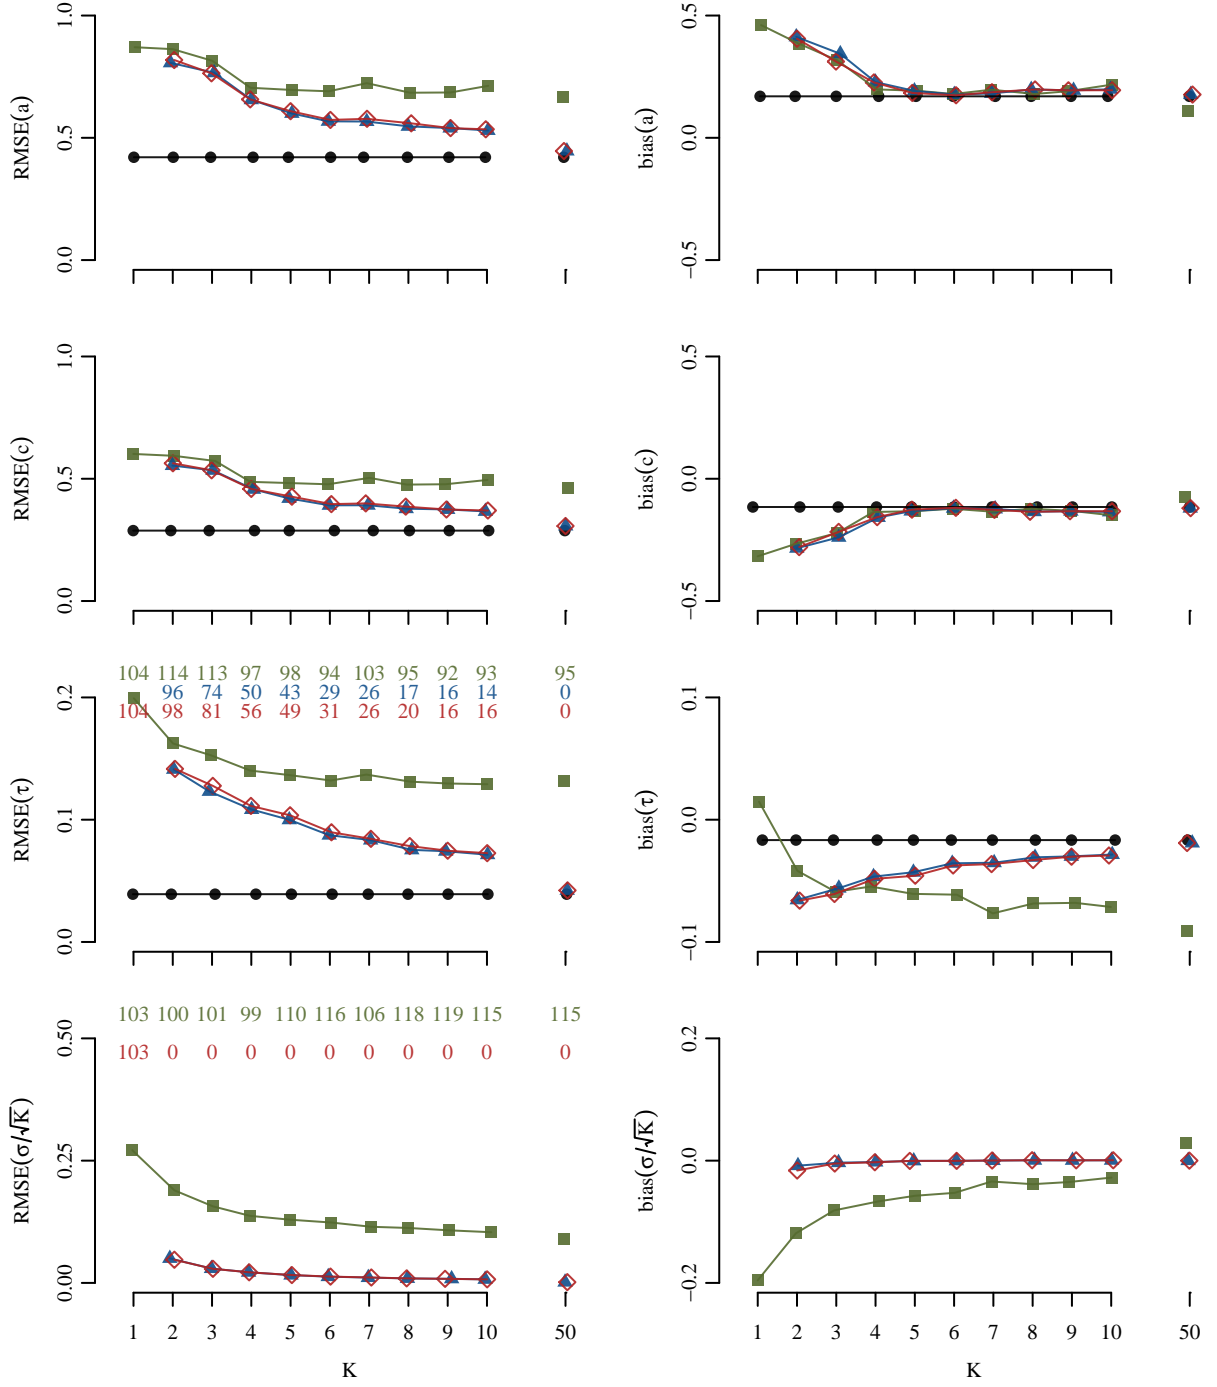 RMSE(a)
1.0
0.5
0.0
bias(a)
0.5
0.0
−0.5
RMSE(c)
1.0
0.5
0.0
bias(c)
0.5
0.0
−0.5
RMSE(τ)
0.2
0.1
0.0
104 114 113 97 98 94 103 95 92 93 95
96 74 50 43 29 26 17 16 14 0
104 98 81 56 49 31 26 20 16 16 0
bias(τ)
0.1
0.0
−0.1
RMSE(σ/√K)
0.50
0.25
0.00
103 100 101 99 110 116 106 118 119 115 115
103 0 0 0 0 0 0 0 0 0 0
1 2 3 4 5 6 7 8 9 10 50
K
bias(σ/√K)
0.2
0.0
−0.2
1 2 3 4 5 6 7 8 9 10 50
K